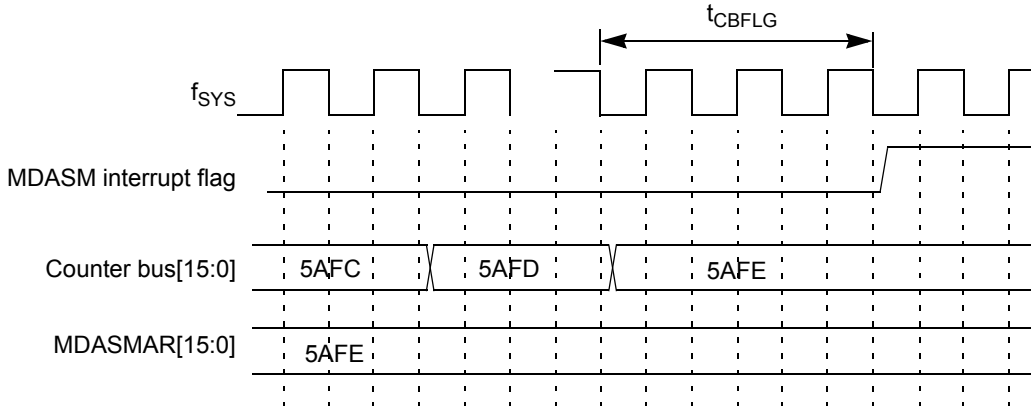 tCBFLG
fSYS
MDASM interrupt flag
Counter bus[15:0] 5AFC 5AFD 5AFE
MDASMAR[15:0] 5AFE